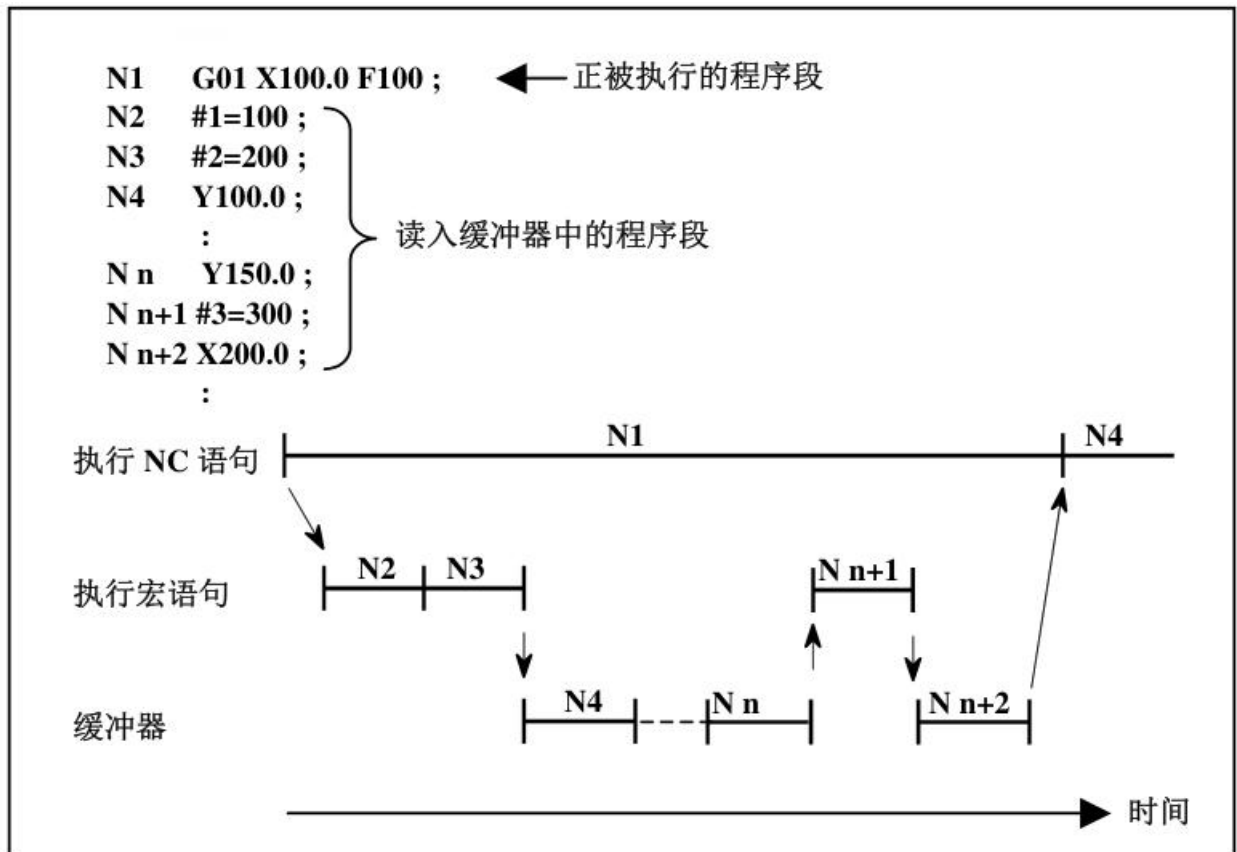 N1 G01 X100.0 F100 ; 正被执行的程序段
N2 #1=100 ;
N3 #2=200 ;
N4 Y100.0 ;
:
读入缓冲器中的程序段
N n Y150.0 ;
N n+1 #3=300 ;
N n+2 X200.0 ;
:
执行 NC 语句 N1 N4
执行宏语句 N2 N3 N n+1
缓冲器 N4 N n N n+2
时间